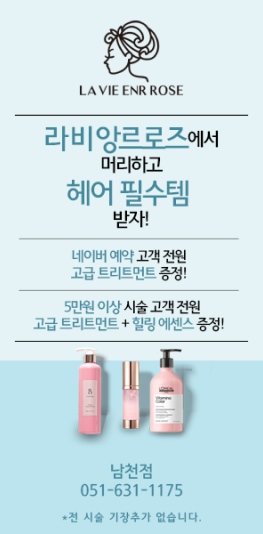 LA VIE ENR ROSE
라비앙르로즈에서
머리하고
헤어 필수템
받자!
네이버 예약 고객 전원
고급 트리트먼트 증정!
5만원 이상 시술 고객 전원
고급 트리트먼트 + 힐링 에센스 증정!
남천점
051-631-1175
*전 시술 기장추가 없습니다.